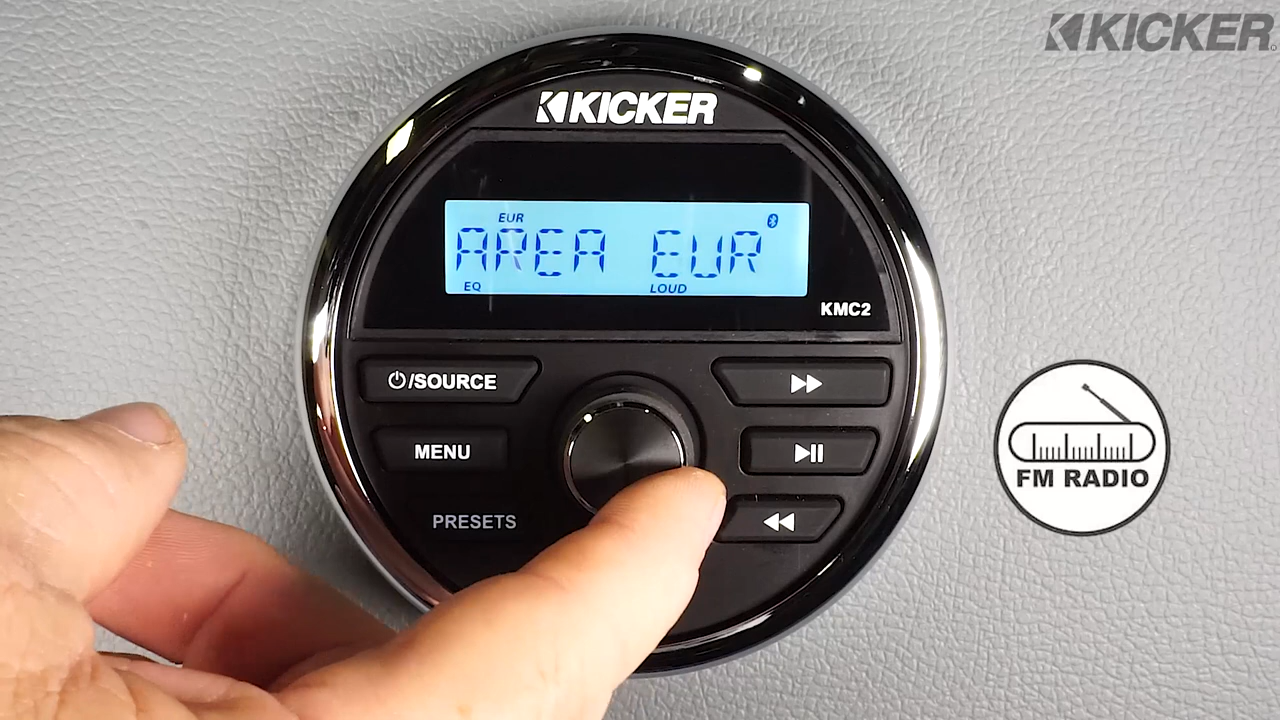 KICKER
KICKER
EUR
AREA EUR
EQ LOUD
KMC2
/SOURCE
MENU
PRESETS
FM RADIO